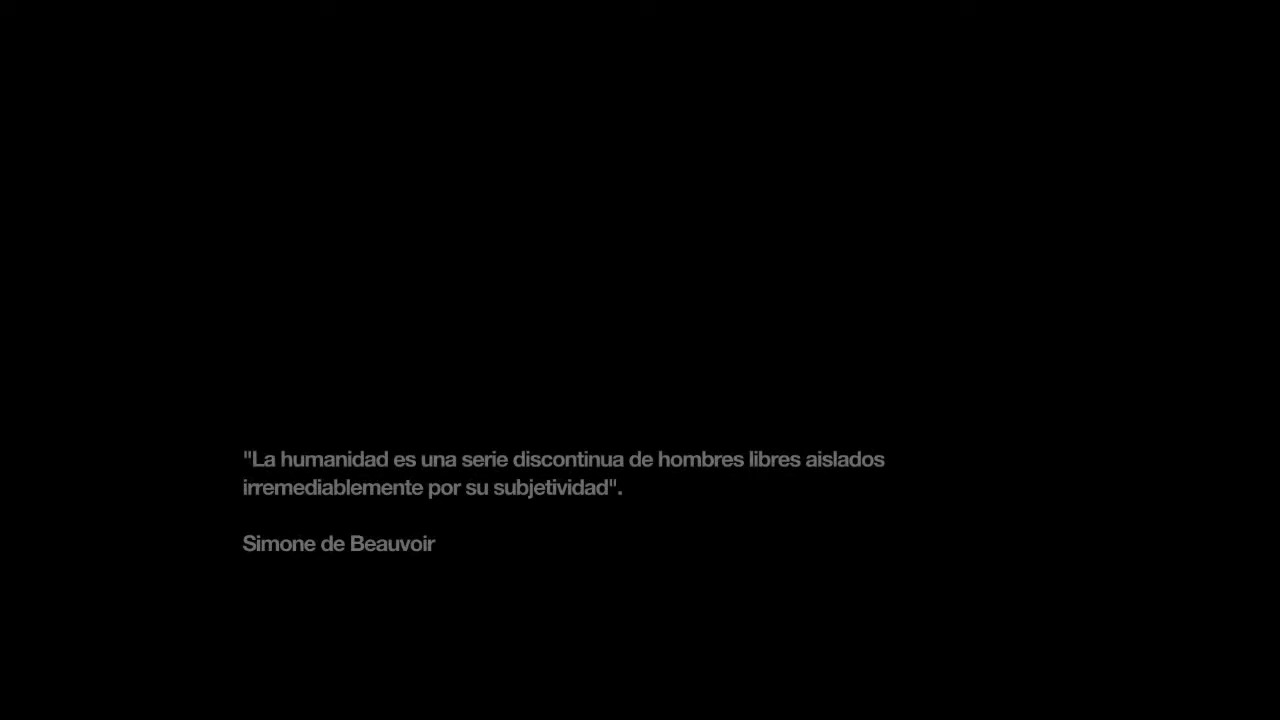 "La humanidad es una serie discontinua de hombres libres aislados
irremediablemente por su subjetividad".
Simone de Beauvoir